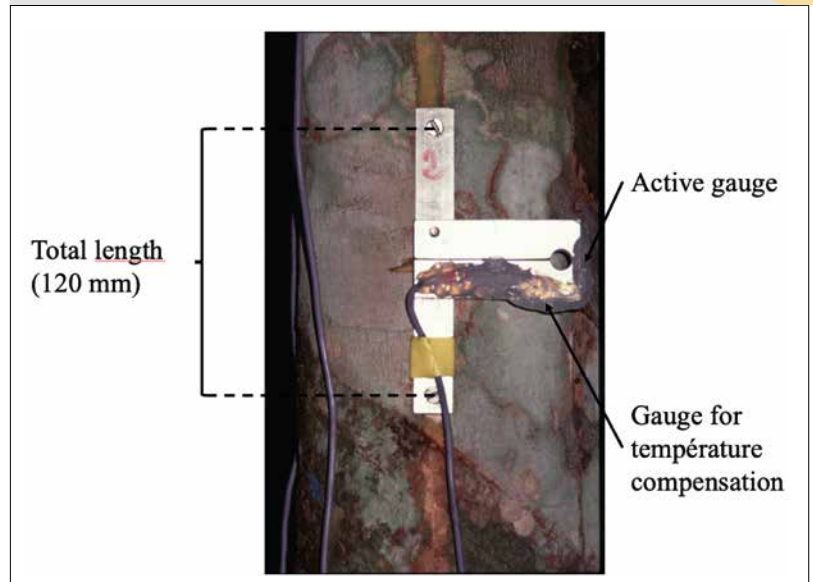 Total length
(120 mm)
Active gauge
Gauge for
température
compensation